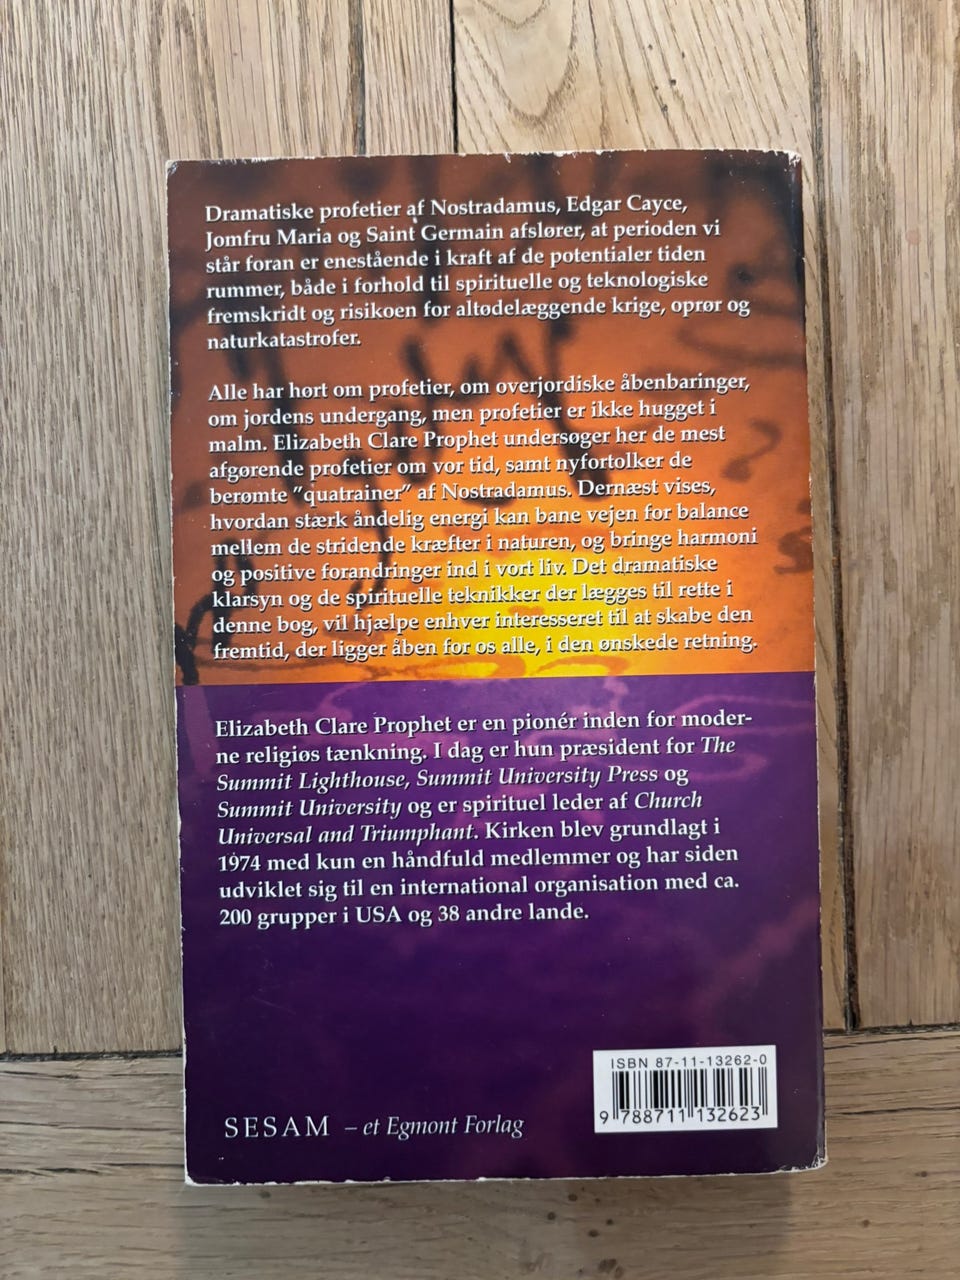 Dramatiske profetier af Nostradamus, Edgar Cayce,
Jomfru Maria og Saint Germain afslører, at perioden vi
står foran er enestående i kraft af de potentialer tiden
rummer, både i forhold til spirituelle og teknologiske
fremskridt og risikoen for altødelæggende krige, oprør og
naturkatastrofer.
Alle har hørt om profetier, om overjordiske åbenbaringer,
om jordens undergang, men profetier er ikke hugget i
malm. Elizabeth Clare Prophet undersøger her de mest
afgørende profetier om vor tid, samt nyfortolker de
berømte ”quatrainer” af Nostradamus. Dernæst vises,
hvordan stærk åndelig energi kan bane vejen for balance
mellem de stridende kræfter i naturen, og bringe harmoni
og positive forandringer ind i vort liv. Det dramatiske
klarsyn og de spirituelle teknikker der lægges til rette i
denne bog, vil hjælpe enhver interesseret til at skabe den
fremtid, der ligger åben for os alle, i den ønskede retning.
Elizabeth Clare Prophet er en pionér inden for moder-
ne religiøs tænkning. I dag er hun præsident for The
Summit Lighthouse, Summit University Press og
Summit University og er spirituel leder af Church
Universal and Triumphant. Kirken blev grundlagt i
1974 med kun en håndfuld medlemmer og har siden
udviklet sig til en international organisation med ca.
200 grupper i USA og 38 andre lande.
ISBN 87-11-13262-0
9 788711 132623
SESAM – et Egmont Forlag